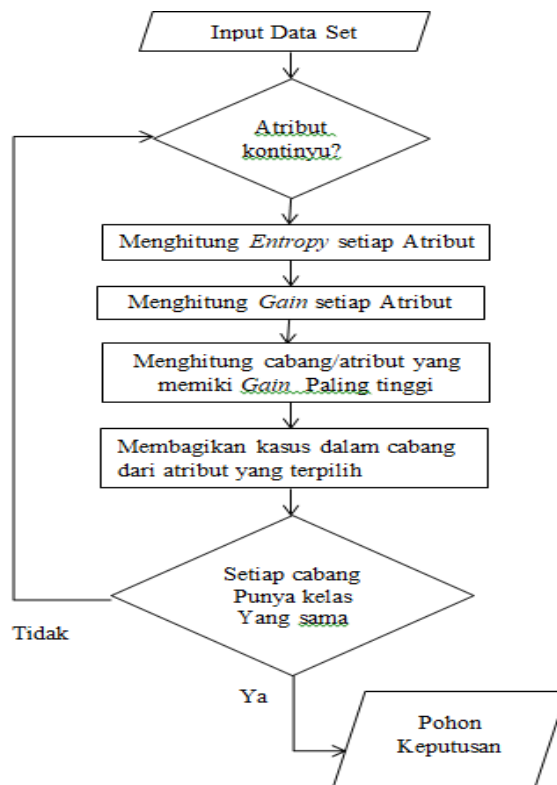 Input Data Set
Atribut
kontinyu?
Menghitung Entropy setiap Atribut
Menghitung Gain setiap Atribut
Menghitung cabang/atribut yang
memiki Gain Paling tinggi
Membagikan kasus dalam cabang
dari atribut yang terpilih
Setiap cabang
Punya kelas
Yang sama
Tidak
Ya
Pohon
Keputusan